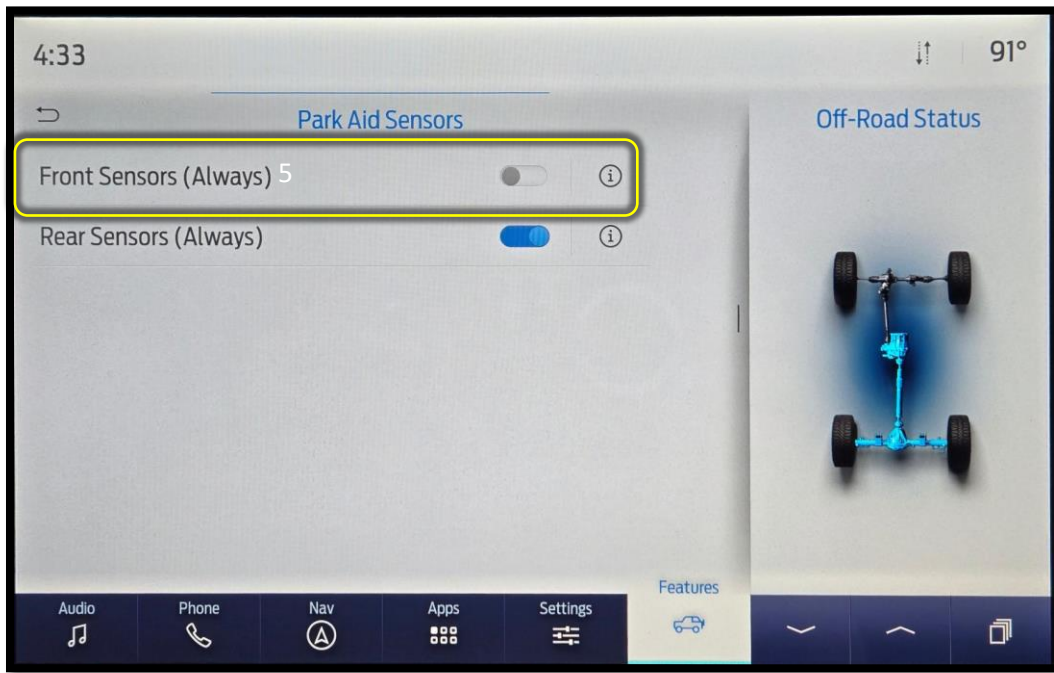 4:33
91°
Park Aid Sensors
Off-Road Status
Front Sensors (Always) 5
Rear Sensors (Always)
Features
Audio
Phone
Nav
Apps
Settings